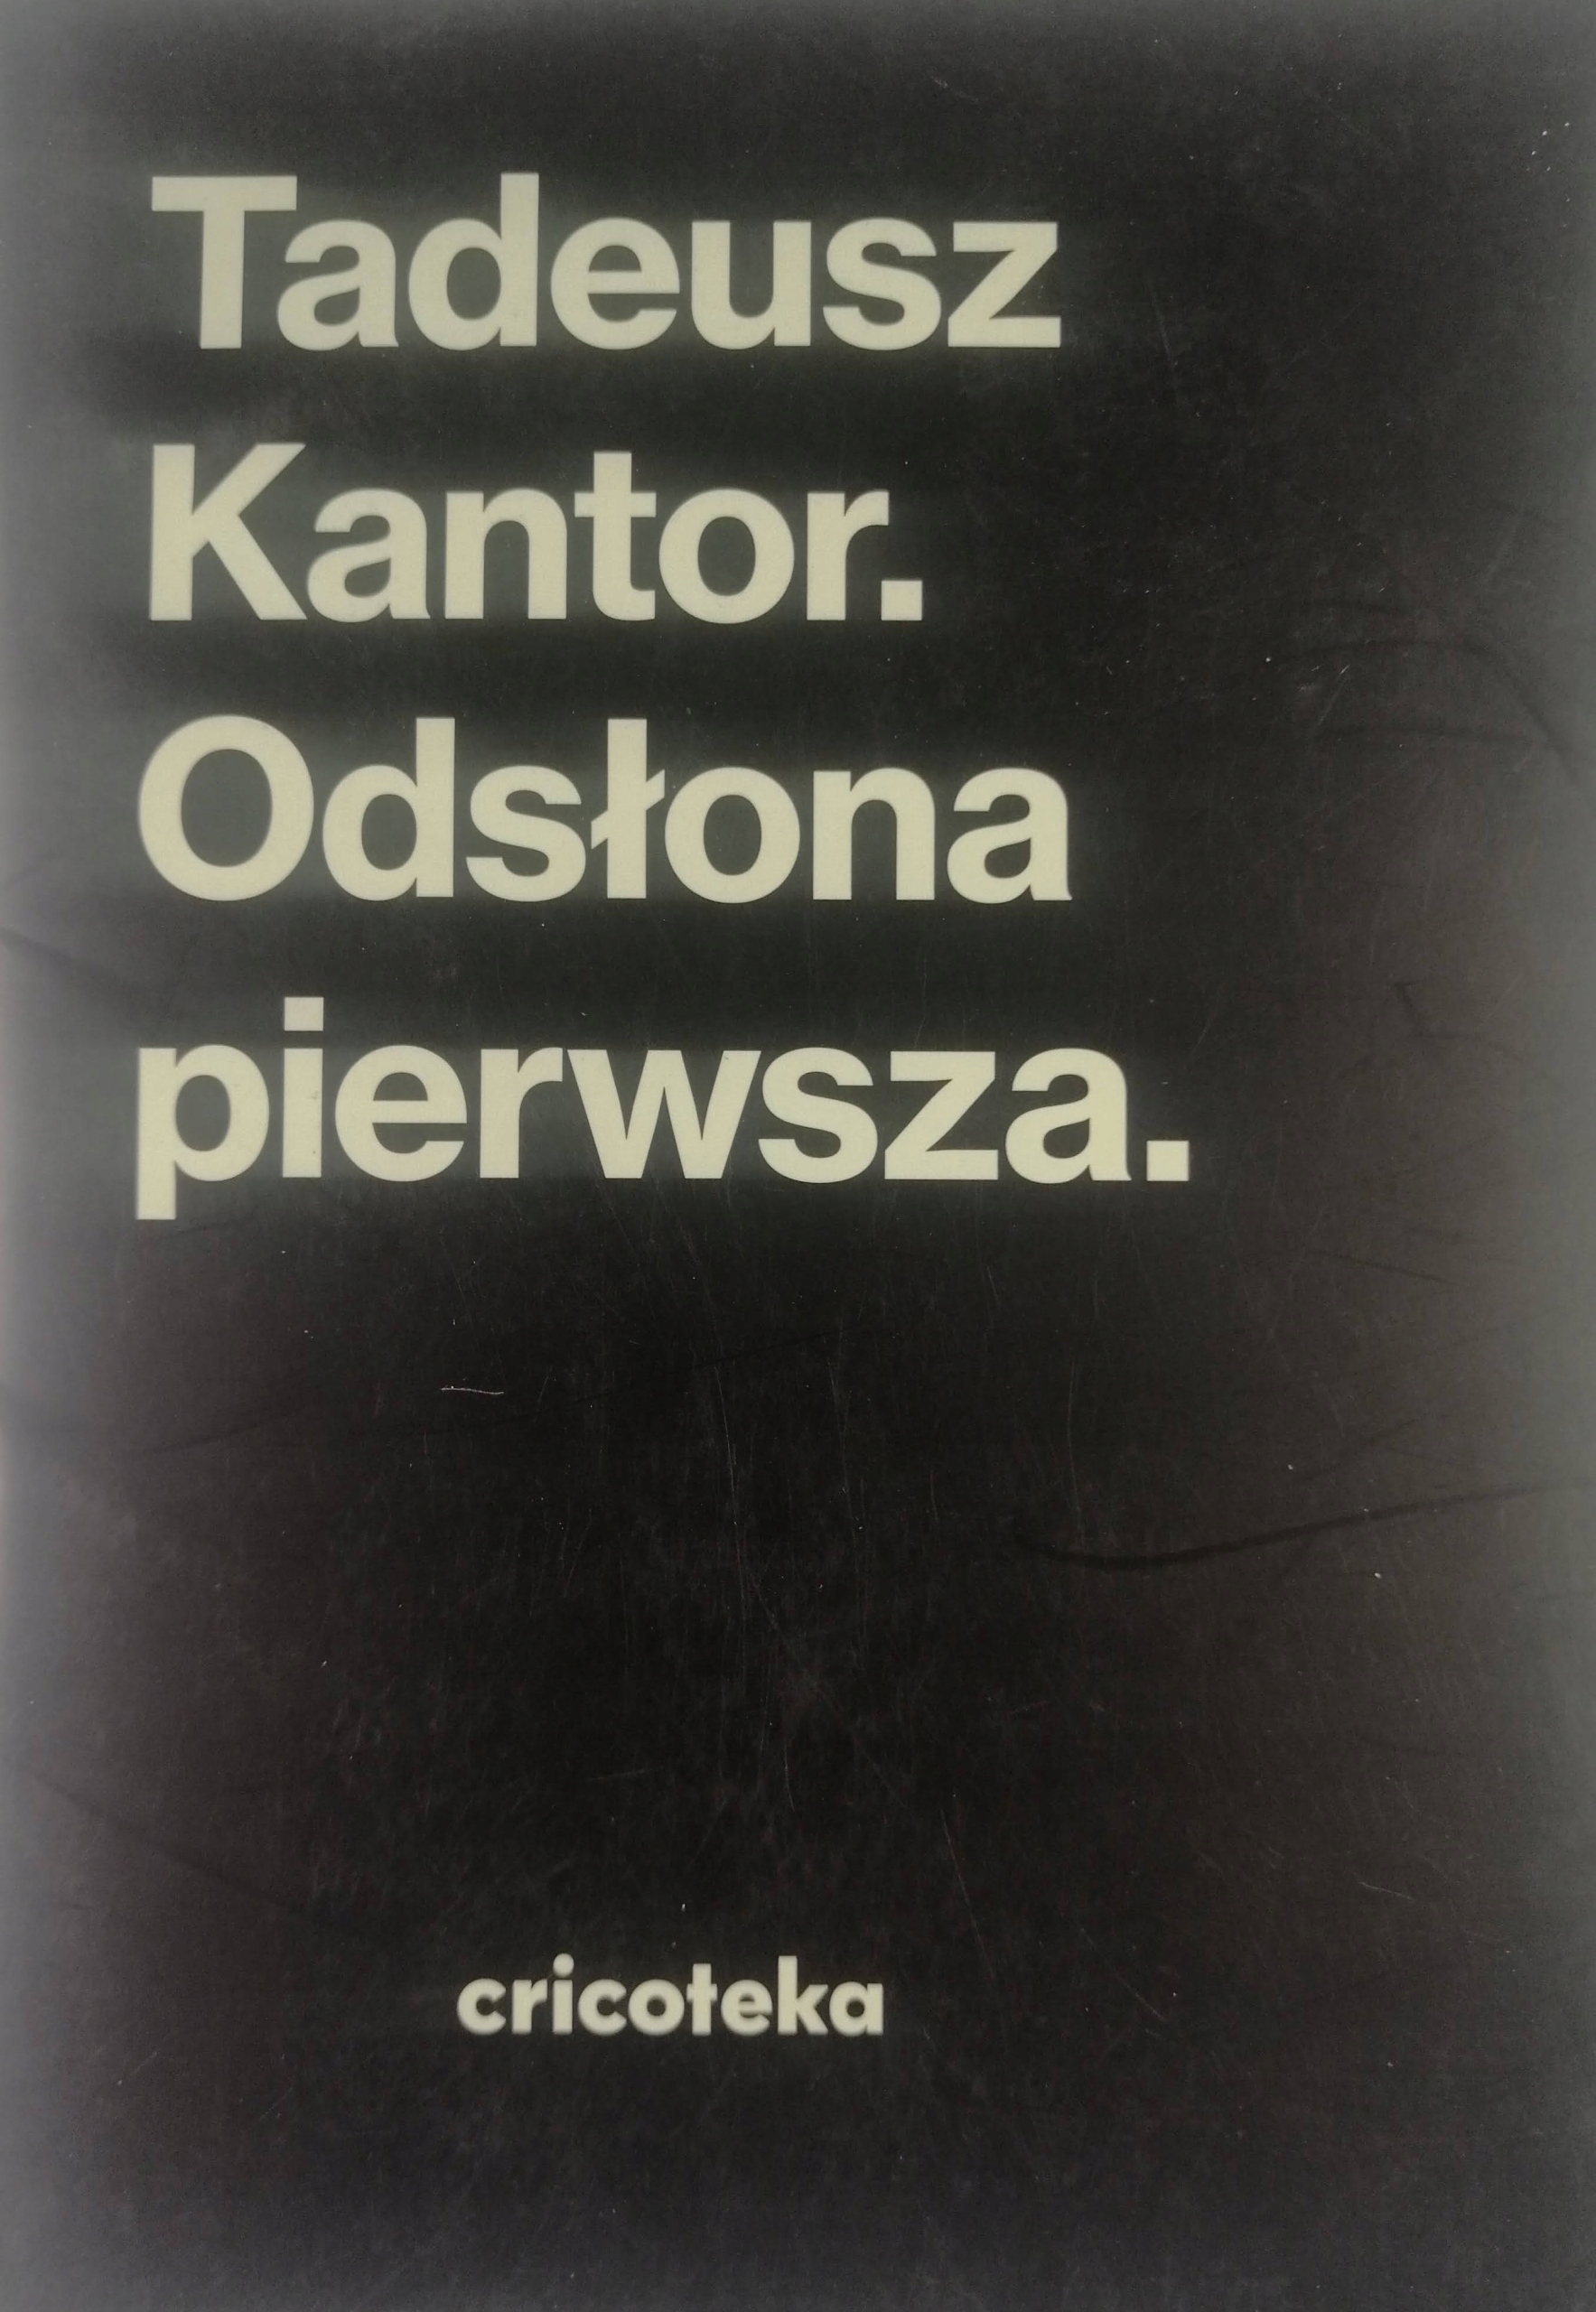 Tadeusz
Kantor.
Odsłona
pierwsza.
cricoteka